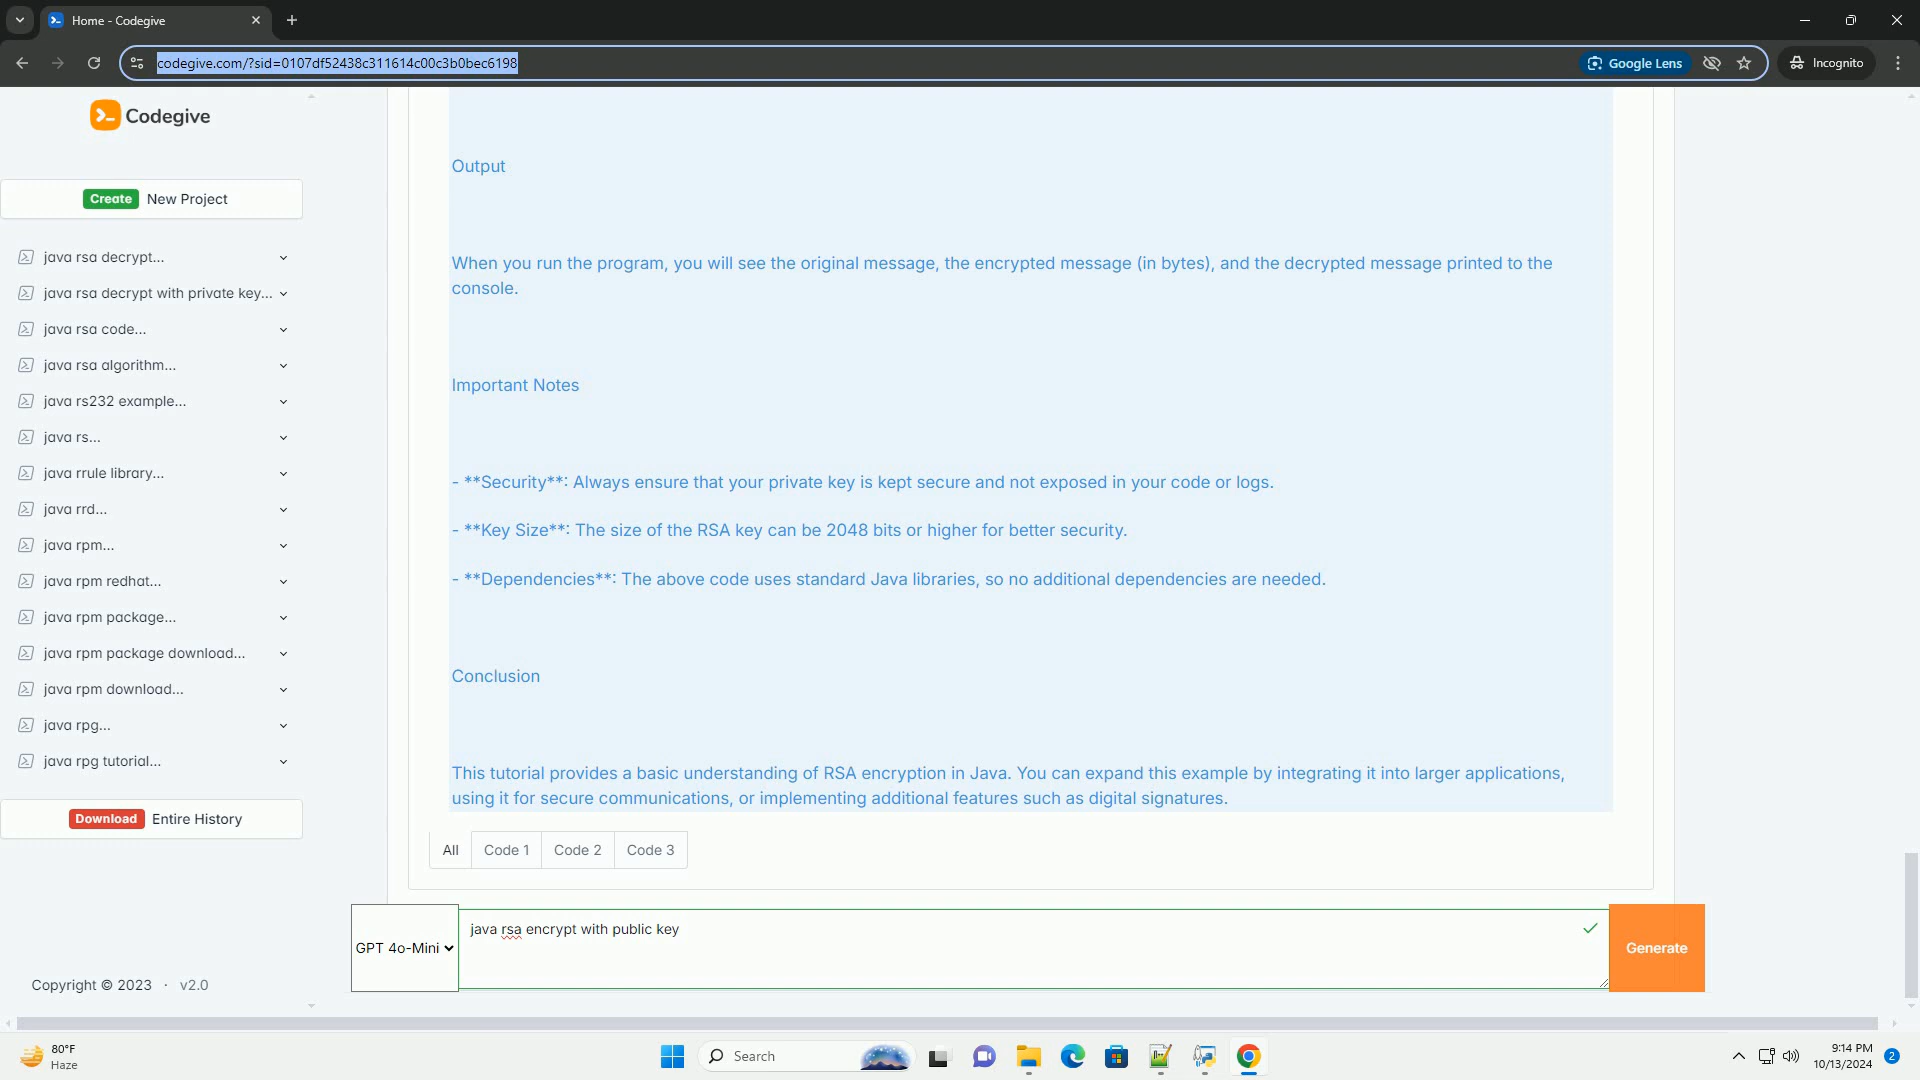 Home - Codegive
codegive.com/?sid=0107df52438c311614c00c3b0bec6198
Google Lens
Incognito
Codegive
Create New Project
java rsa decrypt...
java rsa decrypt with private key...
java rsa code...
java rsa algorithm...
java rs232 example...
java rs...
java rrule library...
java rrd...
java rpm...
java rpm redhat...
java rpm package...
java rpm package download...
java rpm download...
java rpg...
java rpg tutorial...
Download Entire History
Copyright © 2023 · v2.0
Output
When you run the program, you will see the original message, the encrypted message (in bytes), and the decrypted message printed to the
console.
Important Notes
- **Security**: Always ensure that your private key is kept secure and not exposed in your code or logs.
- **Key Size**: The size of the RSA key can be 2048 bits or higher for better security.
- **Dependencies**: The above code uses standard Java libraries, so no additional dependencies are needed.
Conclusion
This tutorial provides a basic understanding of RSA encryption in Java. You can expand this example by integrating it into larger applications,
using it for secure communications, or implementing additional features such as digital signatures.
All Code 1 Code 2 Code 3
GPT 4o-Mini
java rsa encrypt with public key
Generate
80°F
Haze
Search
9:14 PM
10/13/2024
2